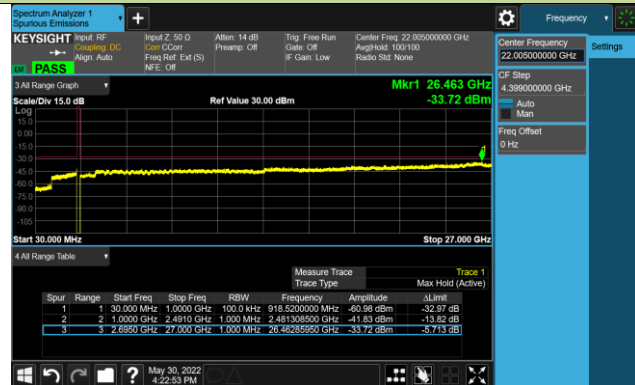 Spectrum Analyzer 1
Spurious Emissions
Frequency
KEYSIGHT
Input: RF
Coupling: DC
Align: Auto
Input Z: 50 Ω
Corr CCorr
Freq Ref: Ext (S)
NFE: Off
Atten: 14 dB
Preamp: Off
Trig: Free Run
Gate: Off
IF Gain: Low
Center Freq: 22.005000000 GHz
Avg|Hold: 100/100
Radio Std: None
PASS
Center Frequency
22.005000000 GHz
Settings
CF Step
4.399000000 GHz
Auto
Man
Freq Offset
0 Hz
3 All Range Graph
Mkr1 26.463 GHz
Scale/Div 15.0 dB
Ref Value 30.00 dBm
-33.72 dBm
Log
15.0
0.00
-15.0
-30.0
-45.0
-60.0
-75.0
-90.0
-105
Start 30.000 MHz
Stop 27.000 GHz
4 All Range Table
Measure Trace Trace 1
Trace Type Max Hold (Active)
Spur Range Start Freq Stop Freq RBW Frequency Amplitude ΔLimit
1 1 30.000 MHz 1.0000 GHz 100.0 kHz 918.5200000 MHz -60.98 dBm -32.97 dB
2 2 1.0000 GHz 2.4910 GHz 1.000 MHz 2.481308500 GHz -41.83 dBm -13.82 dB
3 3 2.6950 GHz 27.000 GHz 1.000 MHz 26.46285950 GHz -33.72 dBm -5.713 dB
May 30, 2022
4:22:53 PM